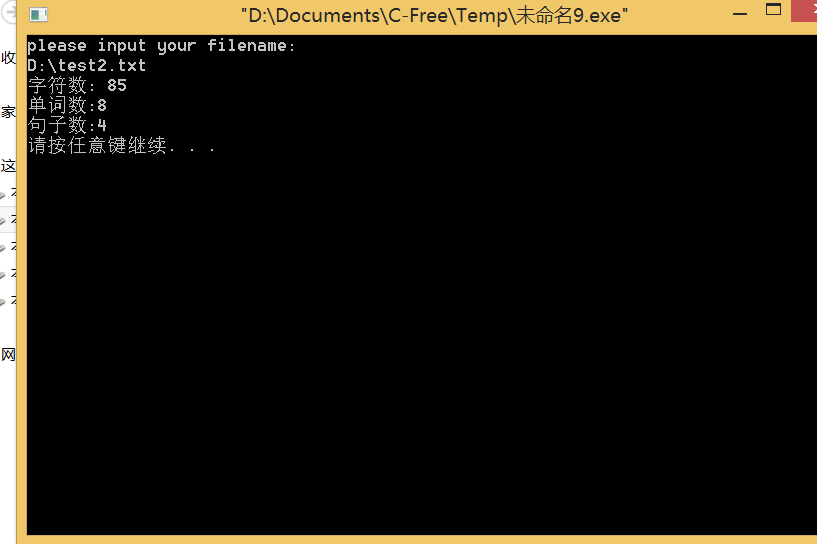 "D:\Documents\C-Free\Temp\未命名9.exe"
please input your filename:
D:\test2.txt
字符数: 85
单词数:8
句子数:4
请按任意键继续. . .
收
家
这
网